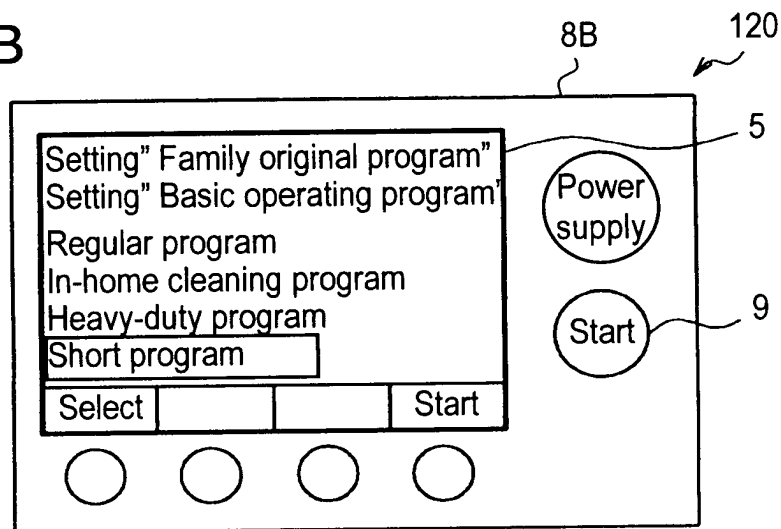 B
8B
120
Setting” Family original program”
Setting” Basic operating program”
Regular program
In-home cleaning program
Heavy-duty program
Short program
Select
Start
5
Power
supply
Start
9